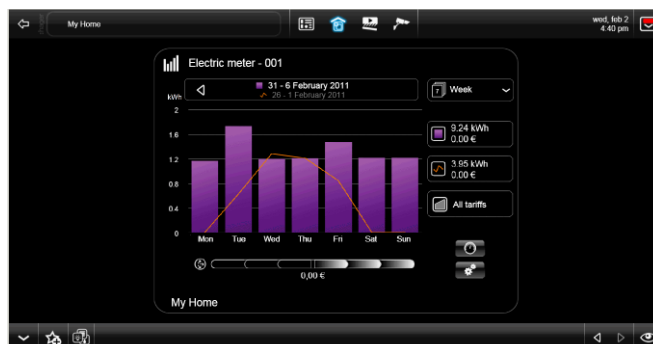 My Home
wed, feb 2
4:40 pm
Electric meter - 001
31 - 6 February 2011
26 - 1 February 2011
Week
kWh
2
1.6
1.2
0.8
0.4
0
Mon Tue Wed Thu Fri Sat Sun
9.24 kWh
0.00 €
3.95 kWh
0.00 €
All tariffs
0,00 €
My Home